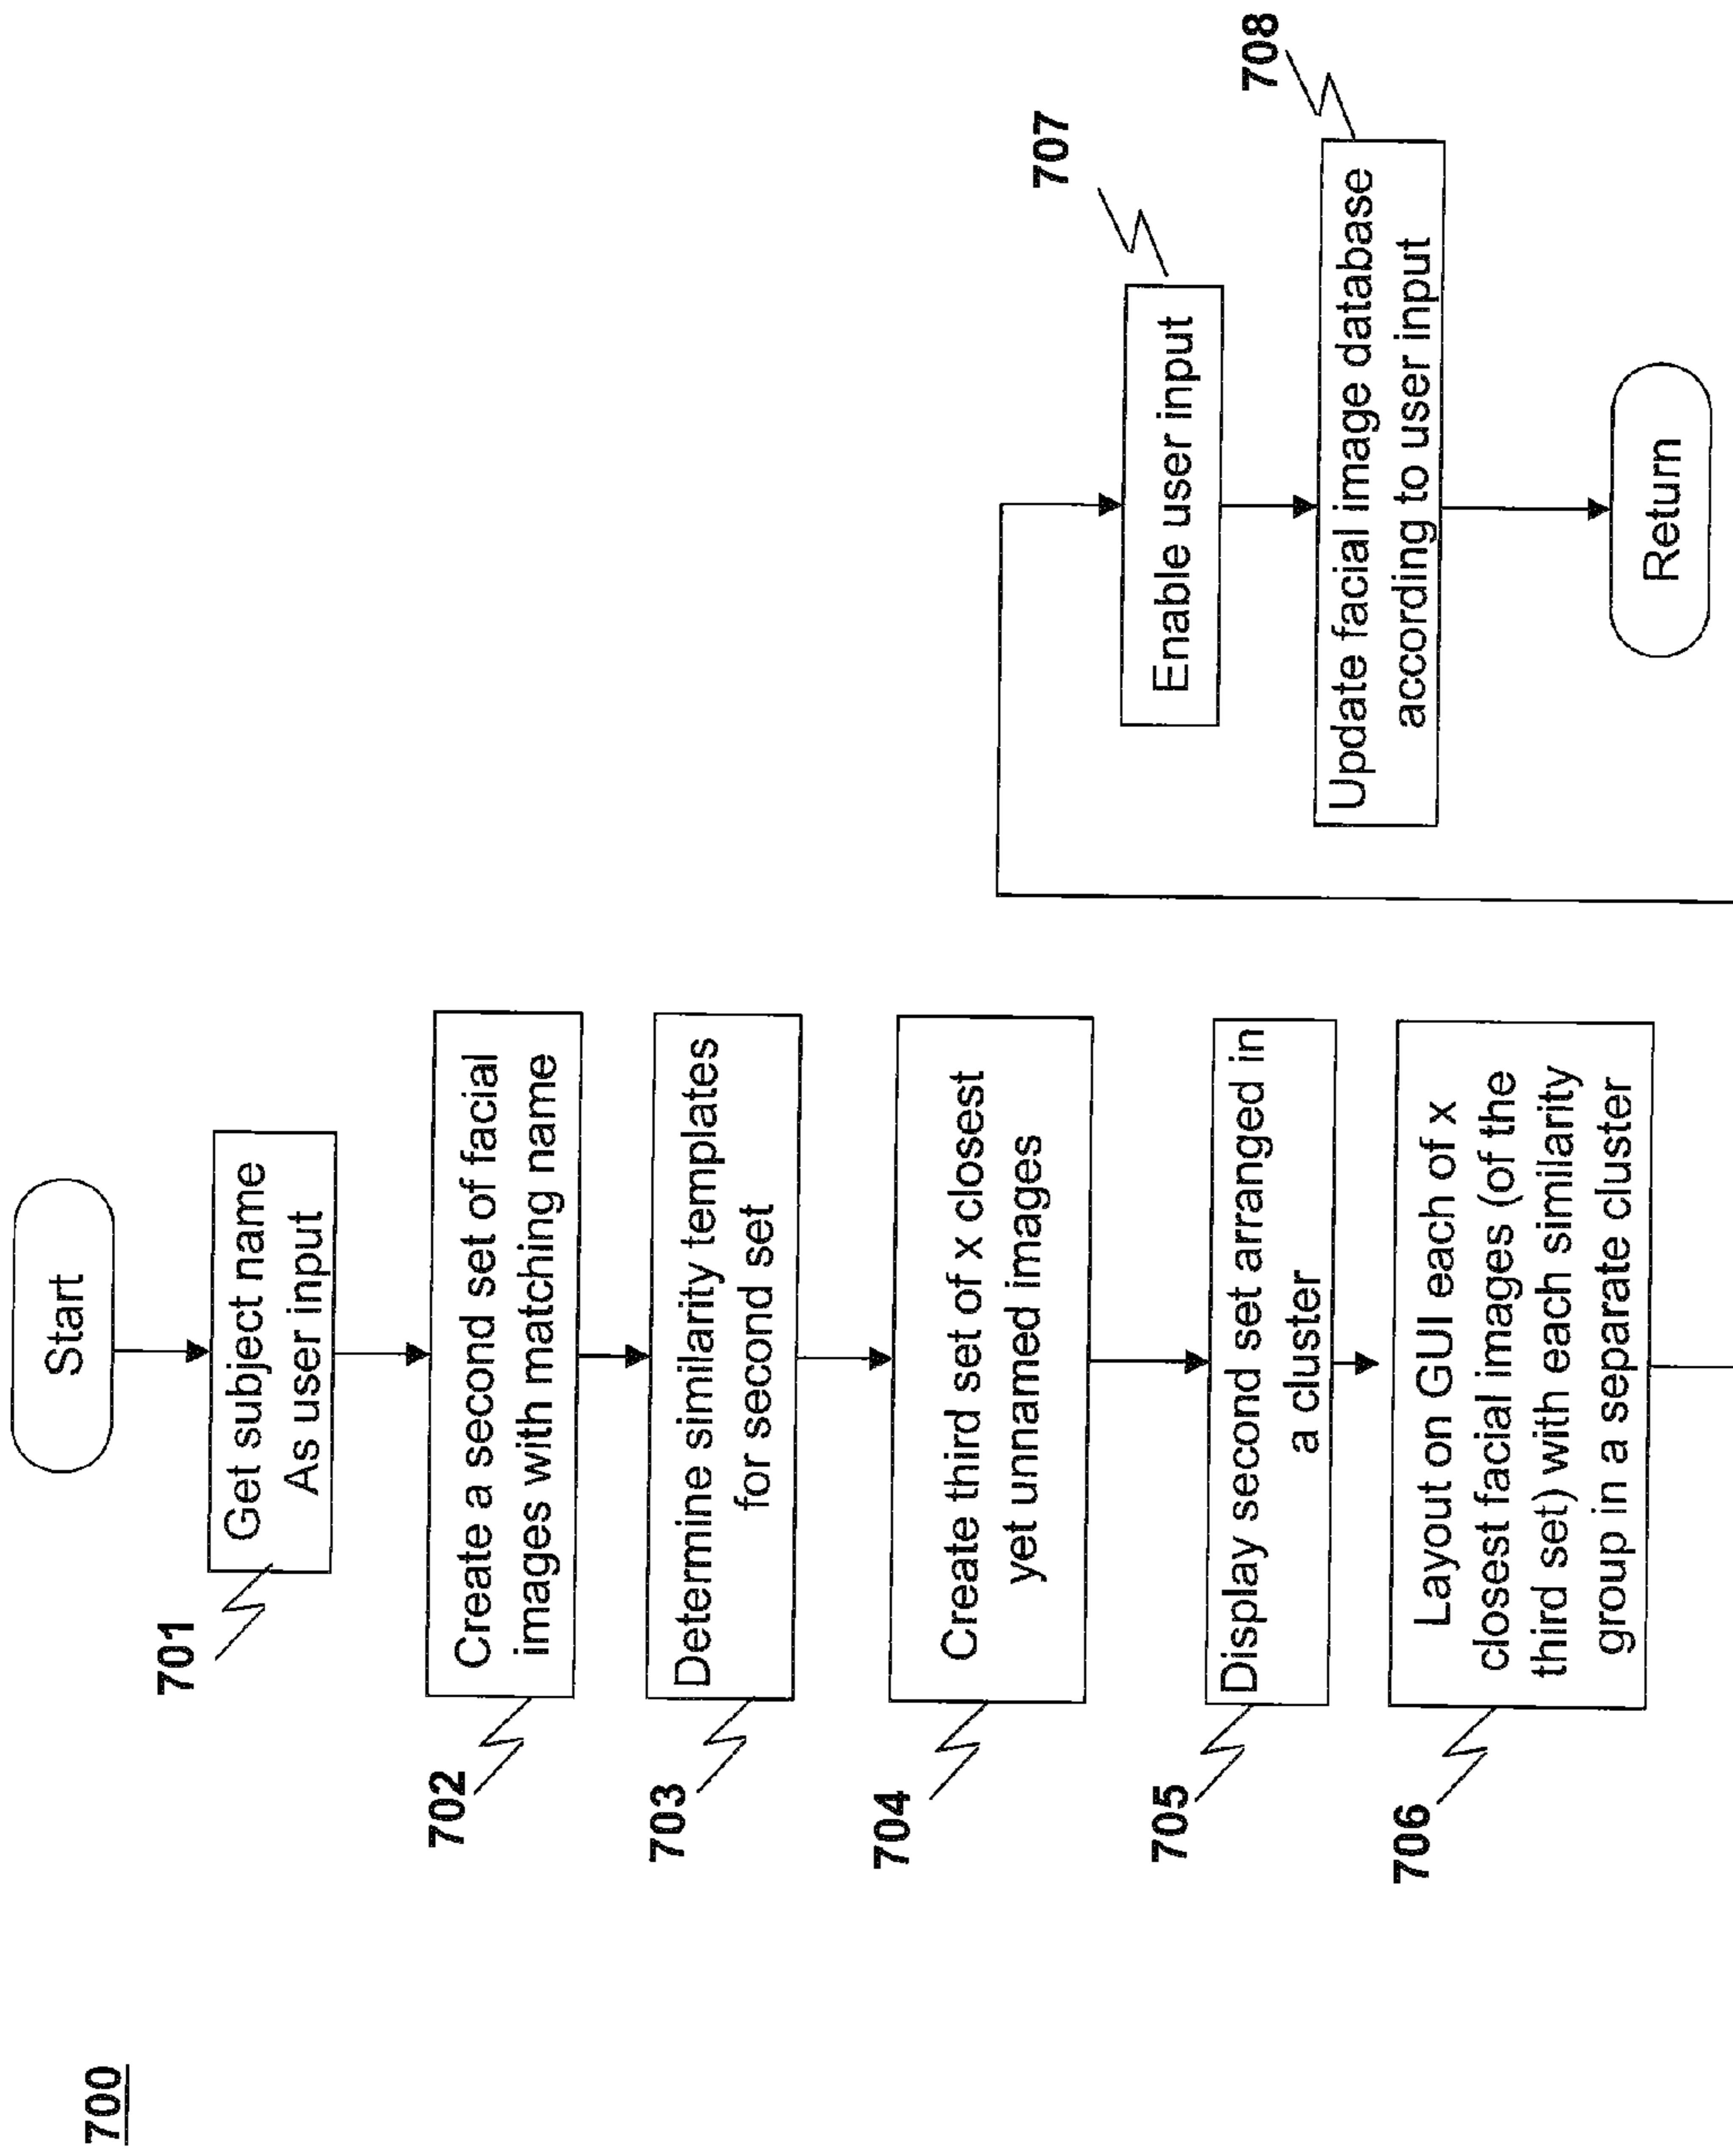 700
Start
701
Get subject name
As user input
702
Create a second set of facial
images with matching name
703
Determine similarity templates
for second set
704
Create third set of x closest
yet unnamed images
705
Display second set arranged in
a cluster
706
Layout on GUI each of x
closest facial images (of the
third set) with each similarity
group in a separate cluster
707
Enable user input
708
Update facial image database
according to user input
Return